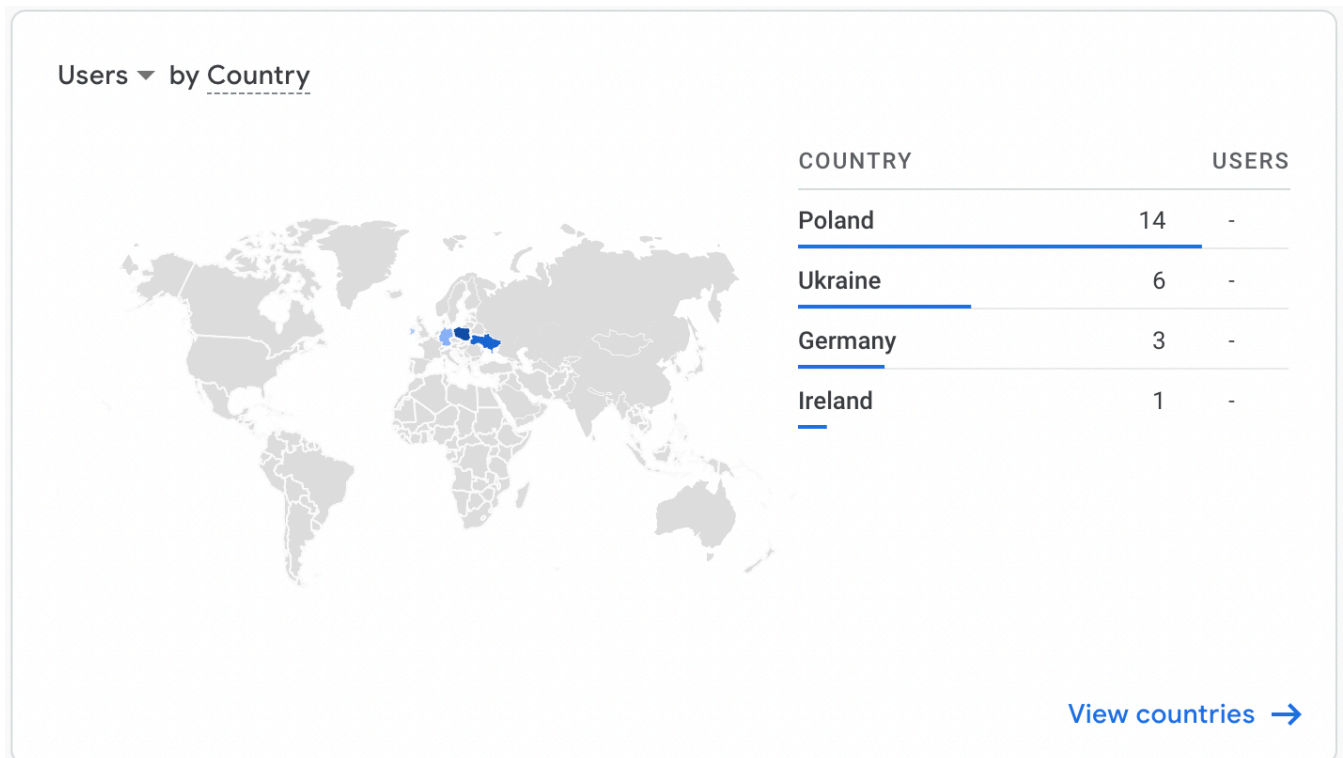 Users by Country
COUNTRY USERS
Poland 14 -
Ukraine 6 -
Germany 3 -
Ireland 1 -
View countries